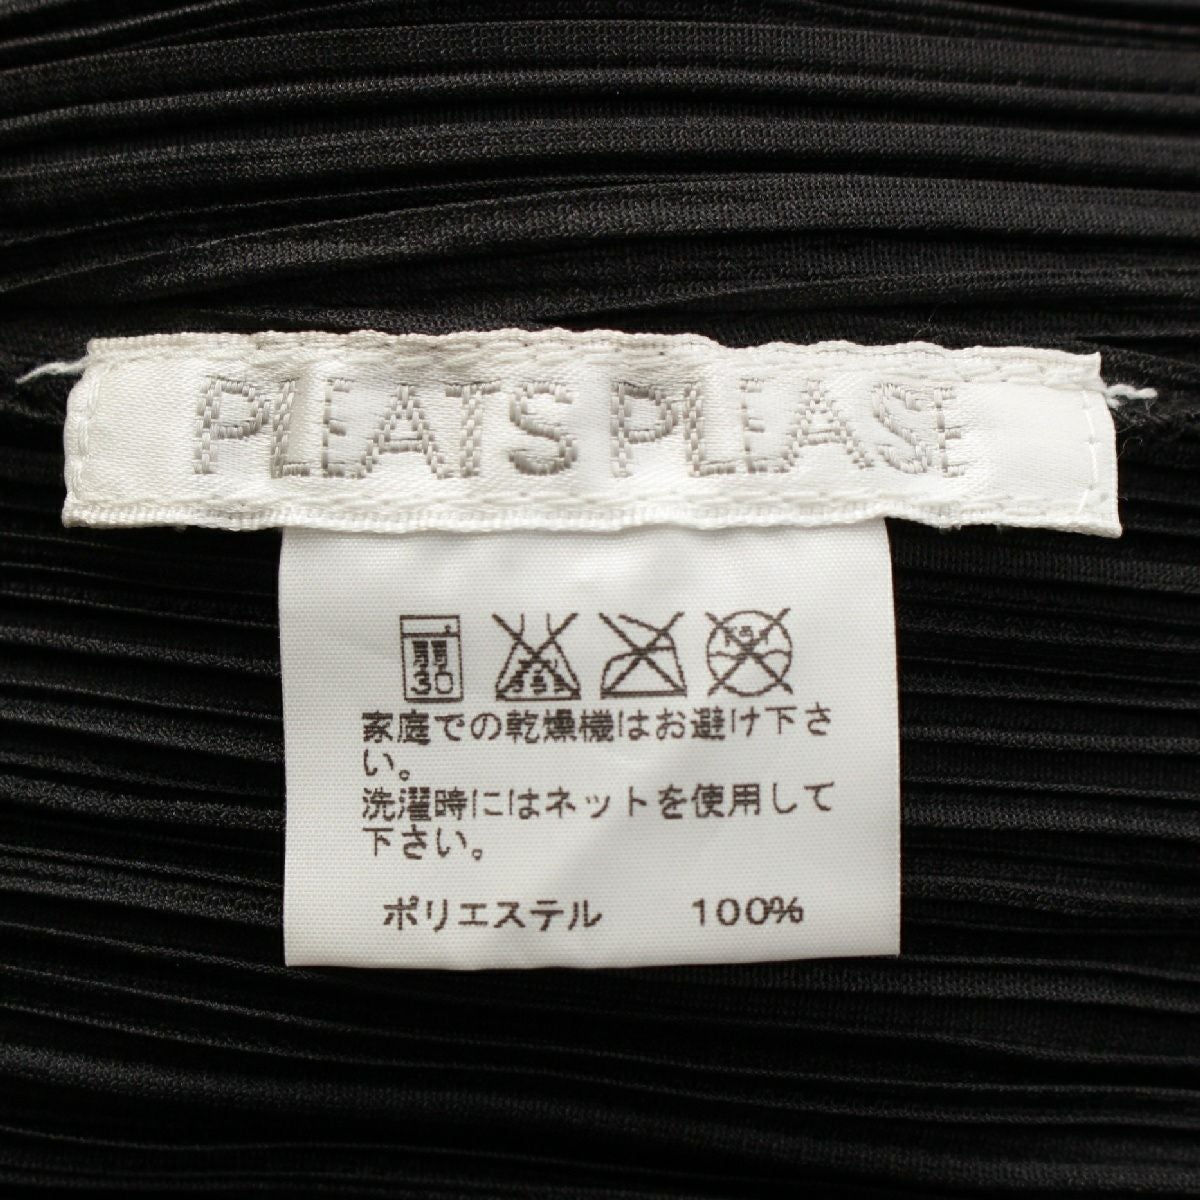 PLEATS PLEASE
30
家庭での乾燥機はお避け下さ
い。
洗濯時にはネットを使用して
下さい。
ポリエステル 100%